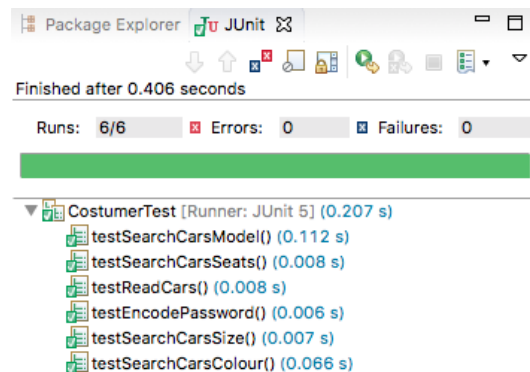 Package Explorer JUnit
Finished after 0.406 seconds
Runs: 6/6 Errors: 0 Failures: 0
CostumerTest [Runner: JUnit 5] (0.207 s)
testSearchCarsModel() (0.112 s)
testSearchCarsSeats() (0.008 s)
testReadCars() (0.008 s)
testEncodePassword() (0.006 s)
testSearchCarsSize() (0.007 s)
testSearchCarsColour() (0.066 s)